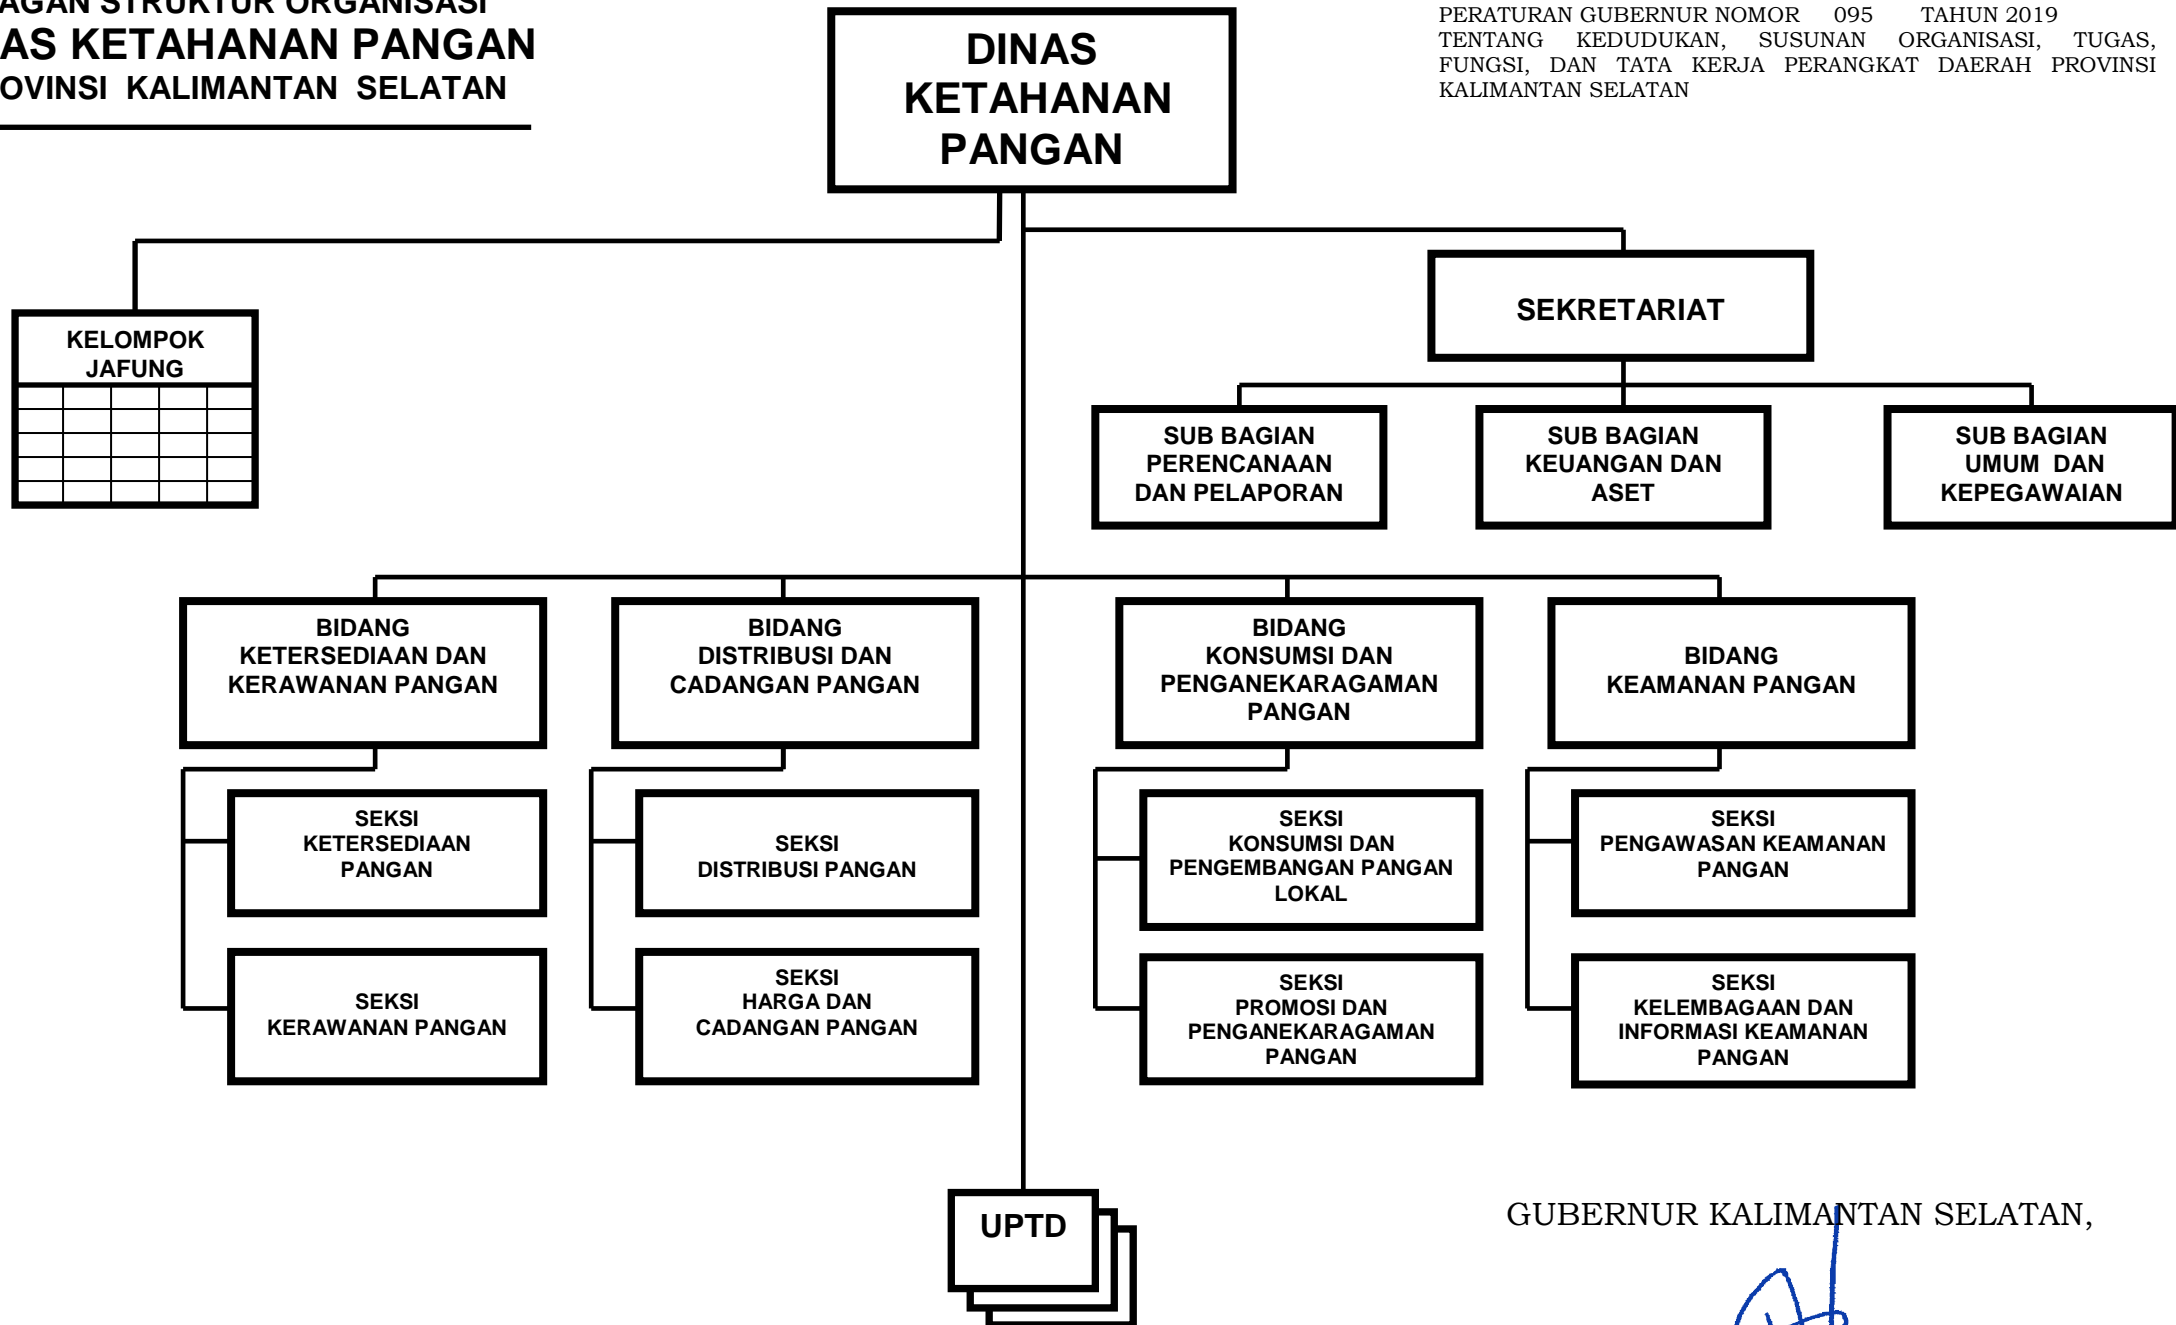 AGAN STRUKTUR ORGANISASI
AS KETAHANAN PANGAN
OVINSI KALIMANTAN SELATAN
DINAS
KETAHANAN
PANGAN
PERATURAN GUBERNUR NOMOR 095 TAHUN 2019
TENTANG KEDUDUKAN, SUSUNAN ORGANISASI, TUGAS,
FUNGSI, DAN TATA KERJA PERANGKAT DAERAH PROVINSI
KALIMANTAN SELATAN
KELOMPOK
JAFUNG
SEKRETARIAT
SUB BAGIAN
PERENCANAAN
DAN PELAPORAN
SUB BAGIAN
KEUANGAN DAN
ASET
SUB BAGIAN
UMUM DAN
KEPEGAWAIAN
BIDANG
KETERSEDIAAN DAN
KERAWANAN PANGAN
BIDANG
DISTRIBUSI DAN
CADANGAN PANGAN
BIDANG
KONSUMSI DAN
PENGANEKARAGAMAN
PANGAN
BIDANG
KEAMANAN PANGAN
SEKSI
KETERSEDIAAN
PANGAN
SEKSI
DISTRIBUSI PANGAN
SEKSI
KONSUMSI DAN
PENGEMBANGAN PANGAN
LOKAL
SEKSI
PENGAWASAN KEAMANAN
PANGAN
SEKSI
KERAWANAN PANGAN
SEKSI
HARGA DAN
CADANGAN PANGAN
SEKSI
PROMOSI DAN
PENGANEKARAGAMAN
PANGAN
SEKSI
KELEMBAGAAN DAN
INFORMASI KEAMANAN
PANGAN
UPTD
GUBERNUR KALIMANTAN SELATAN,